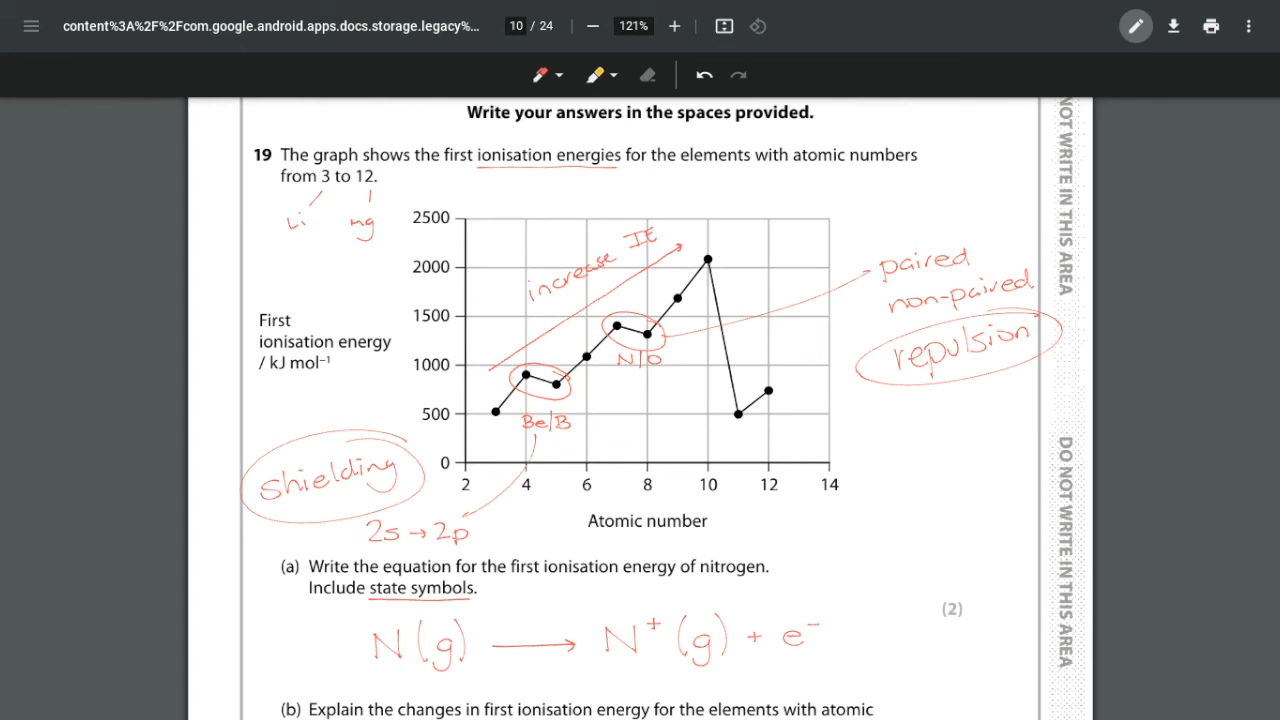 content%3A%2F%2Fcom.google.android.apps.docs.storage.legacy%...
10 / 24
121%
Write your answers in the spaces provided.
19 The graph shows the first ionisation energies for the elements with atomic numbers
from 3 to 12.
Li
mg
2500
2000
1500
1000
500
0
First
ionisation energy
/ kJ mol⁻¹
increase IE
N/O
Be/B
paired
non-paired
repulsion
shielding
2s → 2p
2 4 6 8 10 12 14
Atomic number
(a) Write the equation for the first ionisation energy of nitrogen.
Include state symbols.
(2)
N(g) → N⁺(g) + e⁻
(b) Explain the changes in first ionisation energy for the elements with atomic
NOT WRITE IN THIS AREA
DO NOT WRITE IN THIS AREA